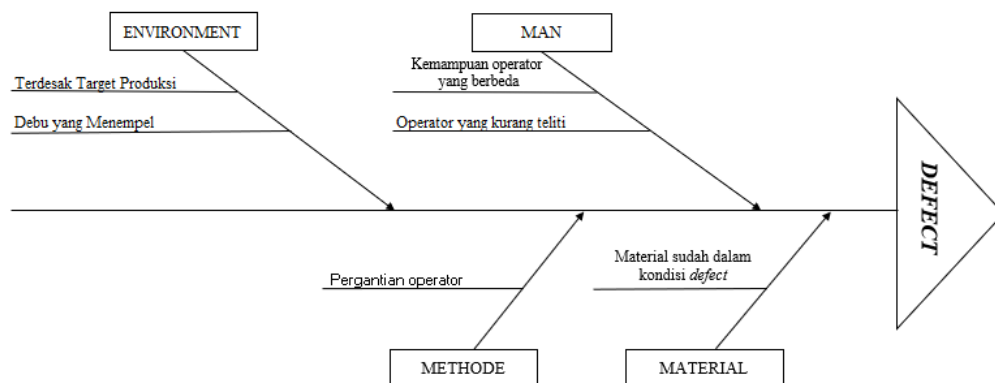 ENVIRONMENT
MAN
Terdesak Target Produksi
Debu yang Menempel
Kemampuan operator
yang berbeda
Operator yang kurang teliti
DEFECT
Pergantian operator
Material sudah dalam
kondisi defect
METHODE
MATERIAL